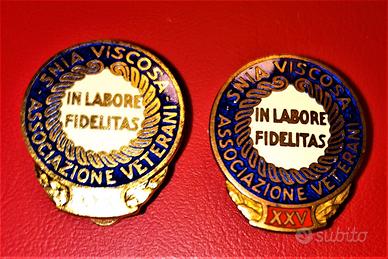 SNIA VISCOSA
IN LABORE
FIDELITAS
ASSOCIAZIONE VETERANI
SNIA VISCOSA
IN LABORE
FIDELITAS
ASSOCIAZIONE VETERANI
XXV
subito